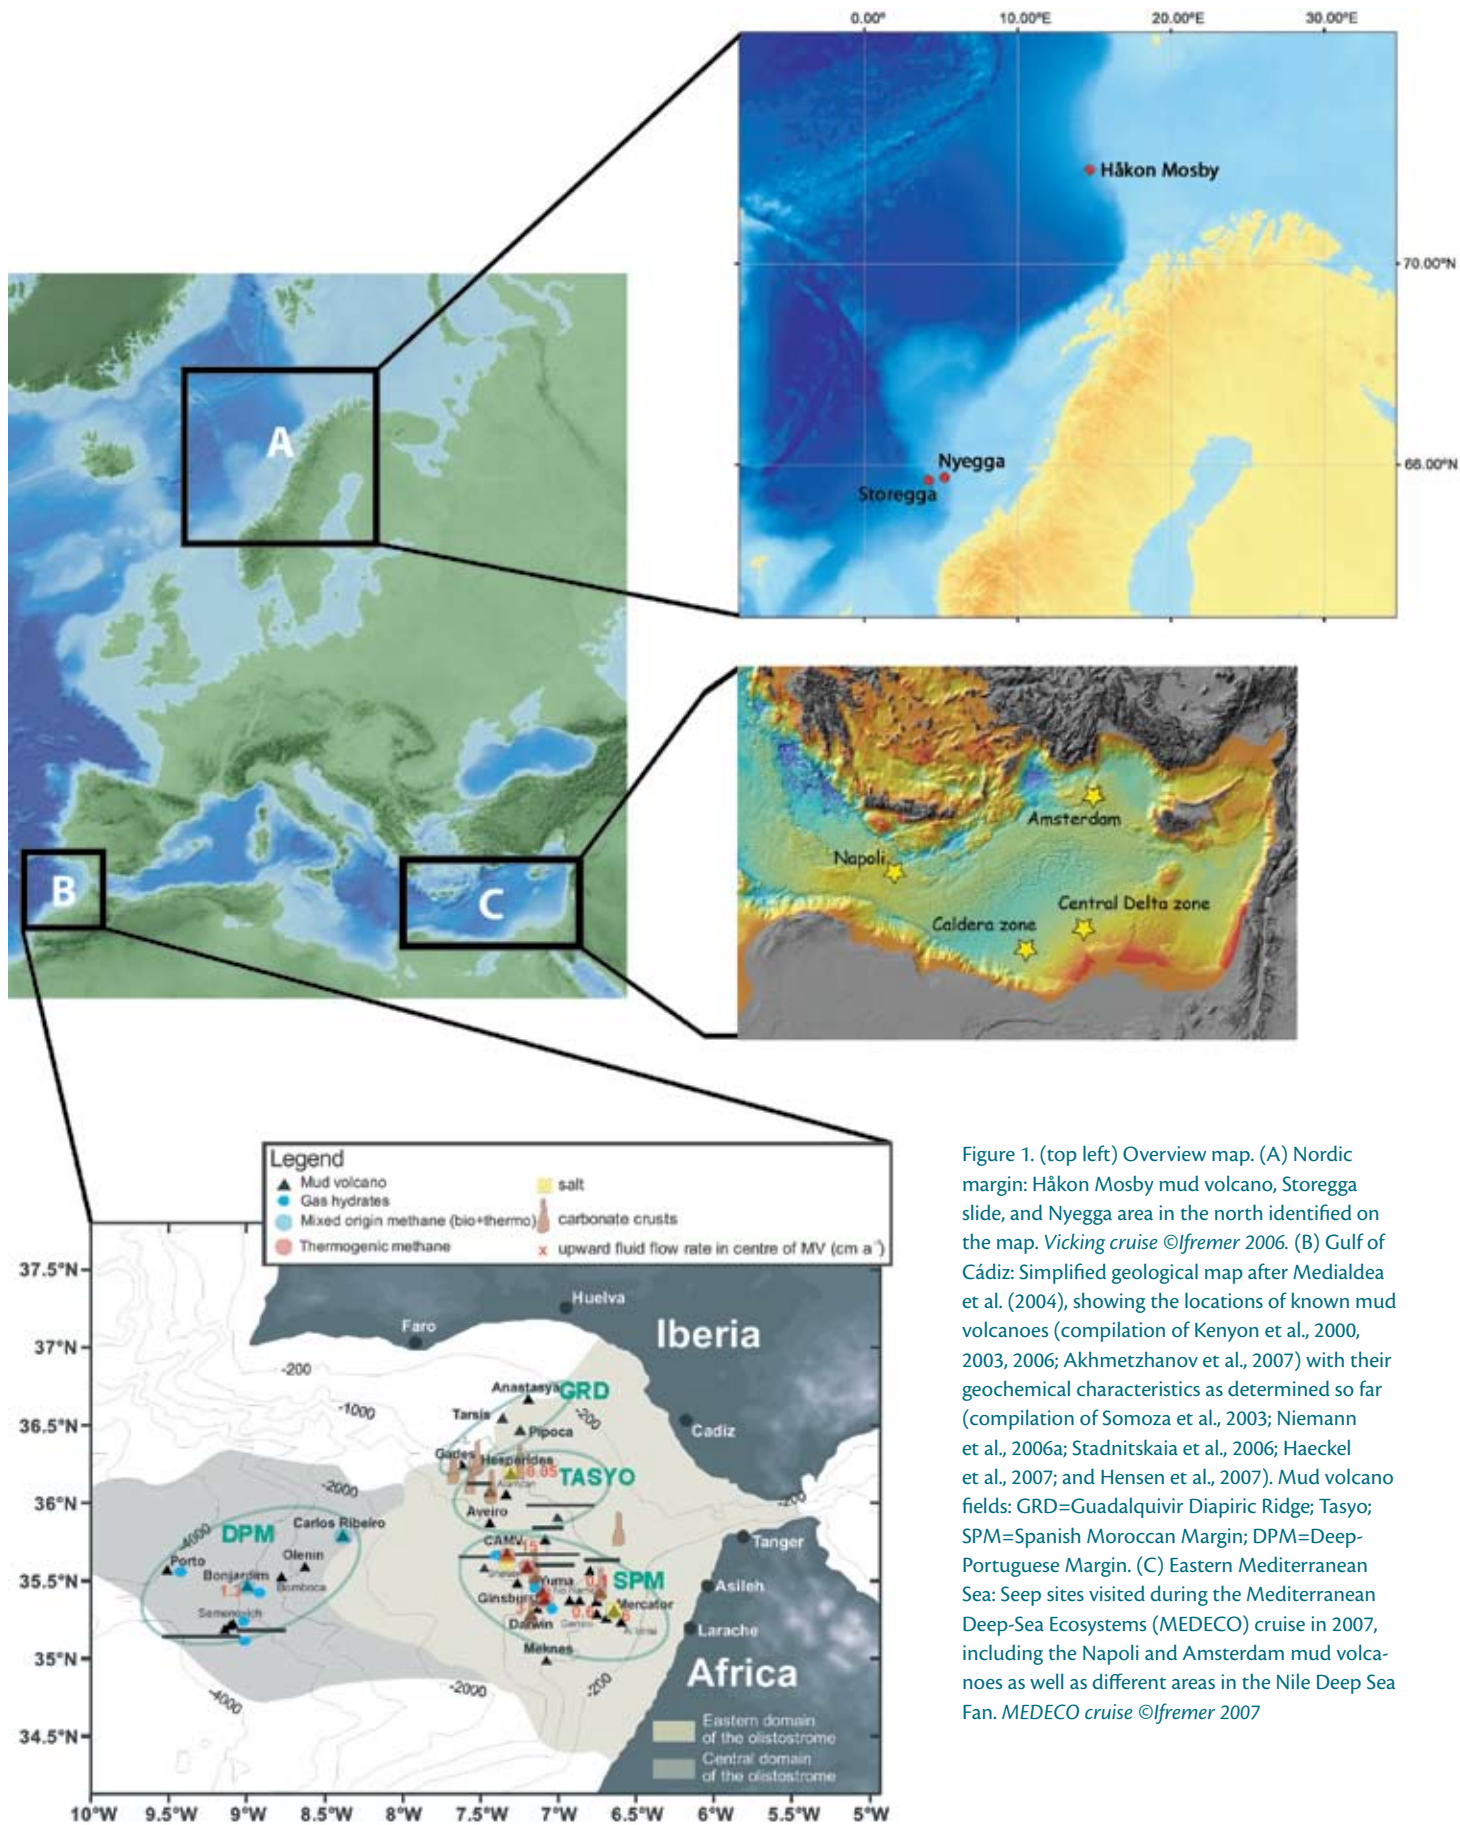 0.00°
10.00°E
20.00°E
30.00°E
Håkon Mosby
70.00°N
Nyegga
Storegga
66.00°N
A
B
C
Amsterdam
Napoli
Central Delta zone
Caldera zone
Legend
Mud volcano
Gas hydrates
Mixed origin methane (bio+thermo)
Thermogenic methane
salt
carbonate crusts
x upward fluid flow rate in centre of MV (cm a⁻¹)
37.5°N
37°N
36.5°N
36°N
35.5°N
35°N
34.5°N
10°W
9.5°W
9°W
8.5°W
8°W
7.5°W
7°W
6.5°W
6°W
5.5°W
5°W
Huelva
Faro
Iberia
-200
-1000
Anastasya
GRD
Tarsis
-200
Pipoca
Cadiz
Gades
Hesperides
0.05
TASYO
-2000
-200
Aveiro
Carlos Ribeiro
DPM
-4000
CAMV
15
Tanger
Porto
Olenin
Bonjardim
Bomboca
Yuma
SPM
Asileh
Ginsburg
Mercator
Semenovich
Darwin
Larache
Meknes
Africa
-4000
-2000
-200
Eastern domain
of the olistostrome
Central domain
of the olistostrome
Figure 1. (top left) Overview map. (A) Nordic
margin: Håkon Mosby mud volcano, Storegga
slide, and Nyegga area in the north identified on
the map. Vicking cruise ©Ifremer 2006. (B) Gulf of
Cádiz: Simplified geological map after Medialdea
et al. (2004), showing the locations of known mud
volcanoes (compilation of Kenyon et al., 2000,
2003, 2006; Akhmetzhanov et al., 2007) with their
geochemical characteristics as determined so far
(compilation of Somoza et al., 2003; Niemann
et al., 2006a; Stadnitskaia et al., 2006; Haeckel
et al., 2007; and Hensen et al., 2007). Mud volcano
fields: GRD=Guadalquivir Diapiric Ridge; Tasyo;
SPM=Spanish Moroccan Margin; DPM=Deep-
Portuguese Margin. (C) Eastern Mediterranean
Sea: Seep sites visited during the Mediterranean
Deep-Sea Ecosystems (MEDECO) cruise in 2007,
including the Napoli and Amsterdam mud volca-
noes as well as different areas in the Nile Deep Sea
Fan. MEDECO cruise ©Ifremer 2007